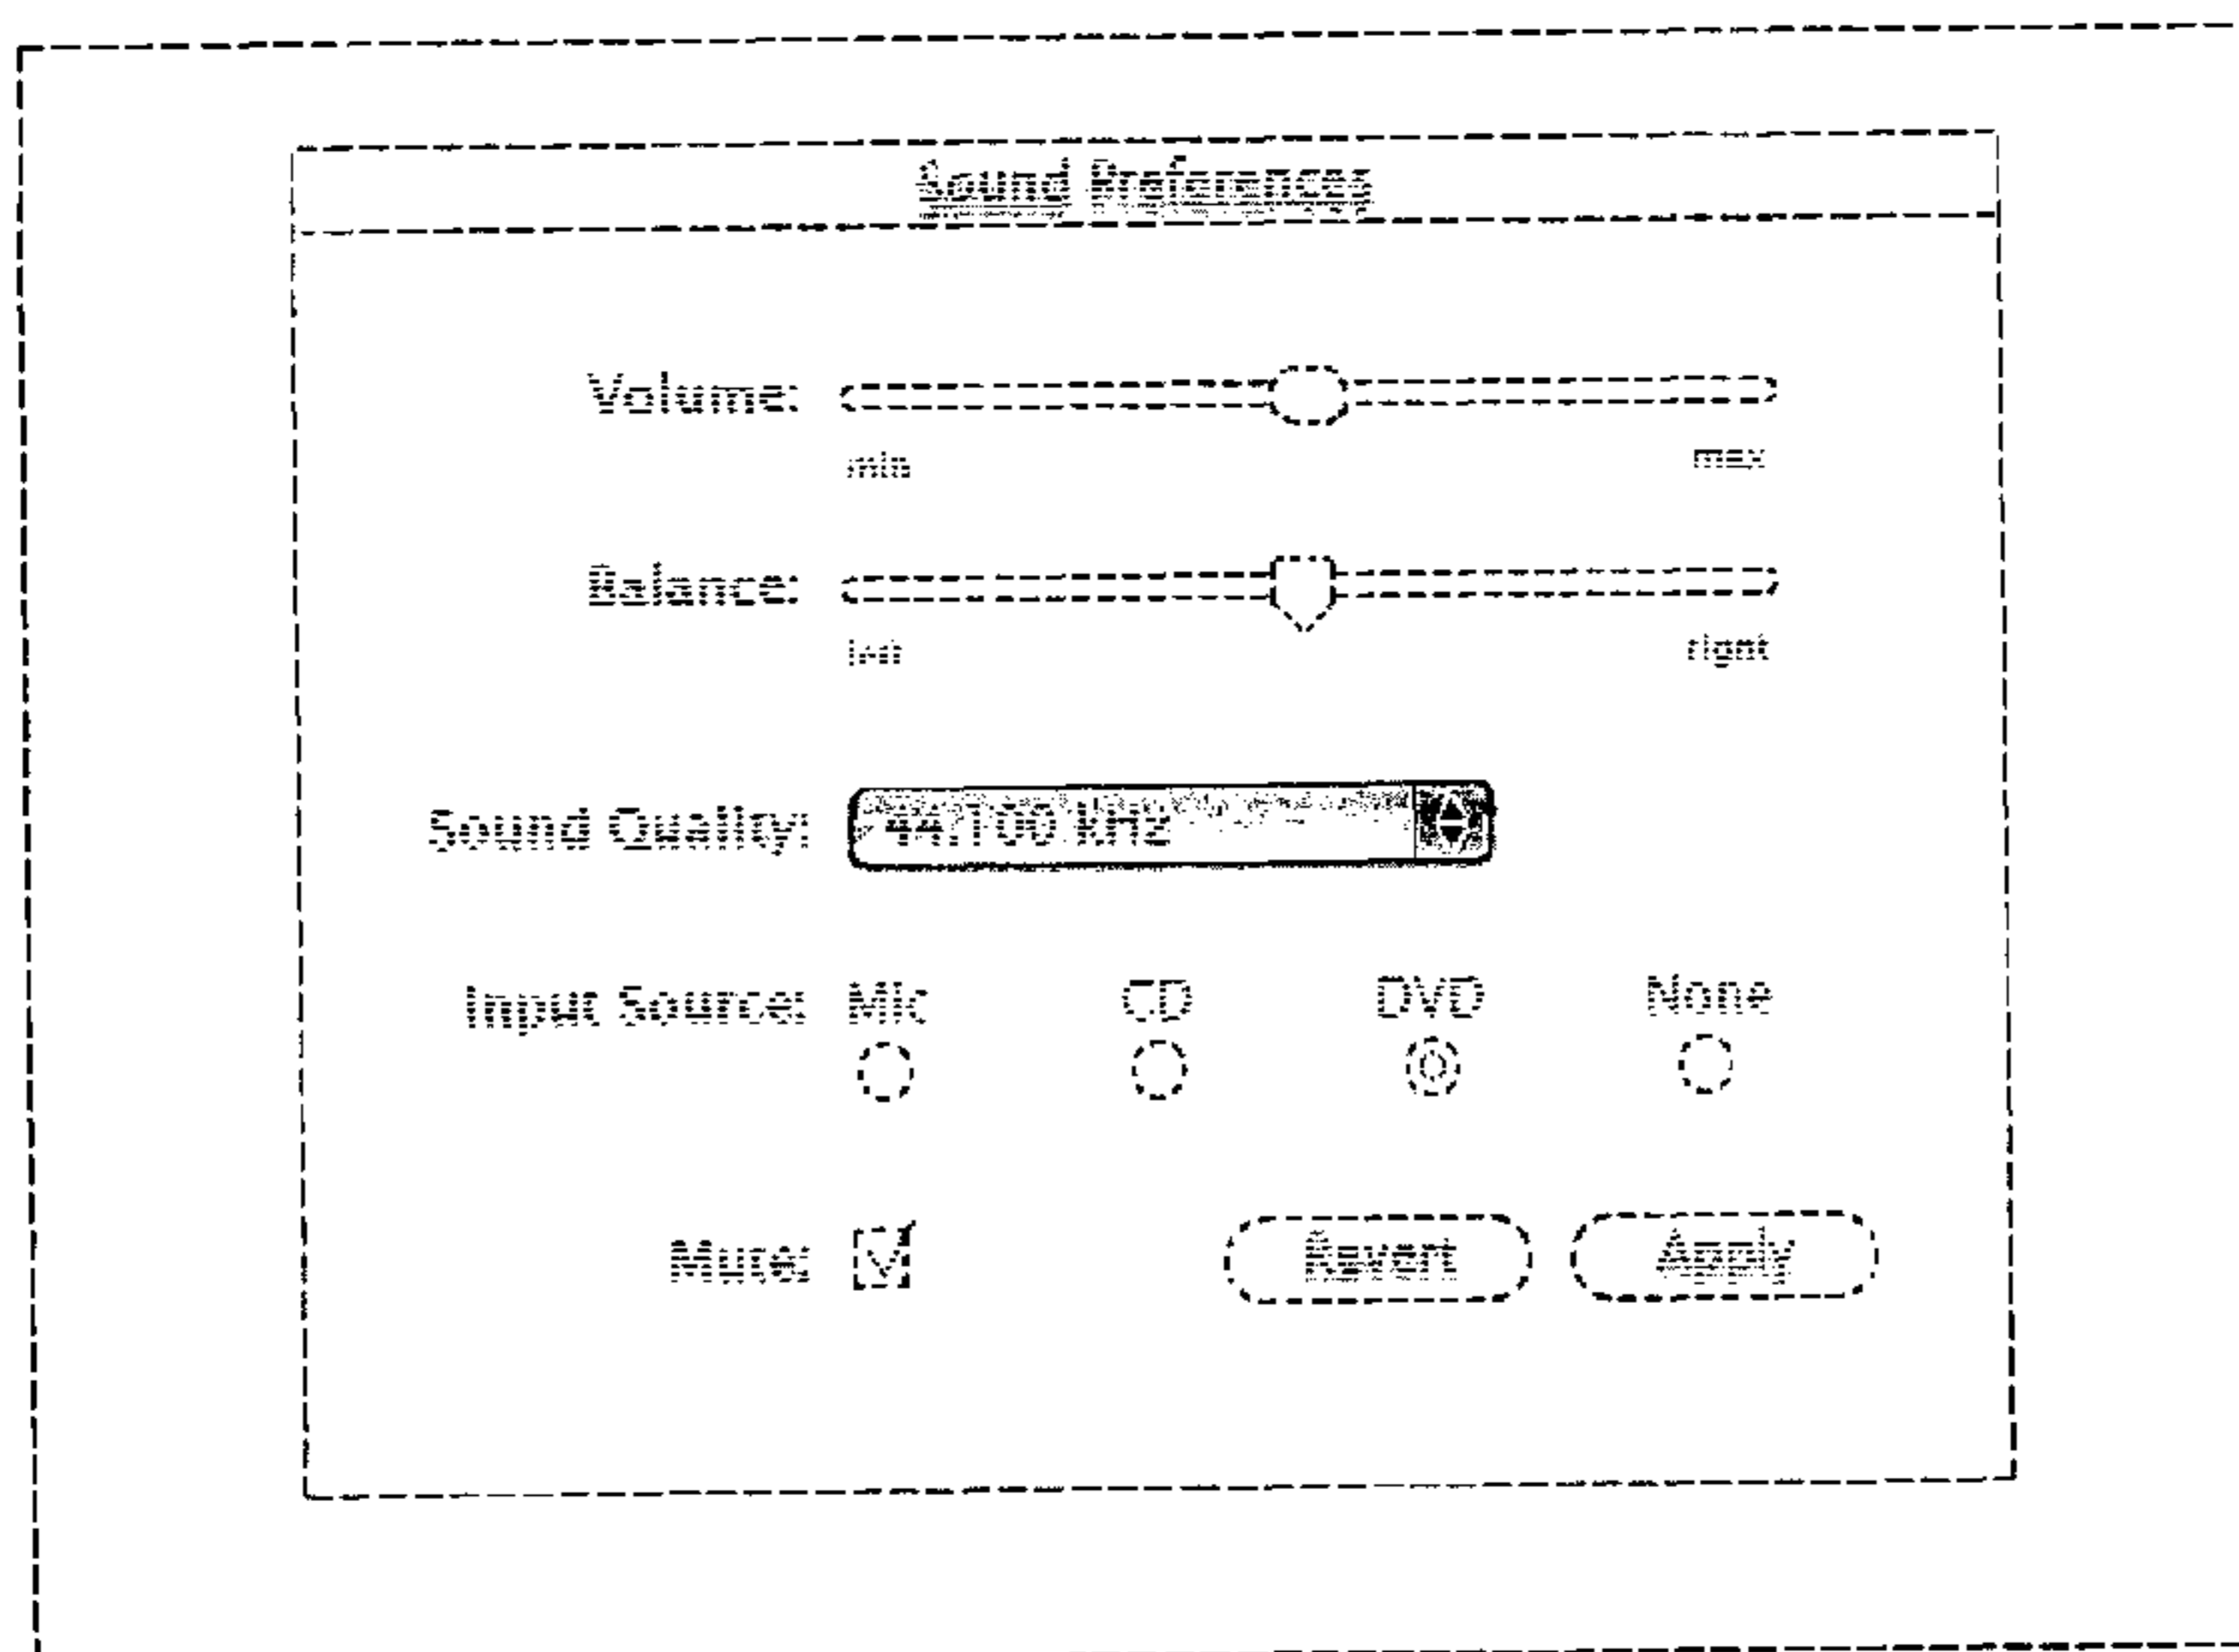 Sound Preferences
Volume:
min max
Balance:
left right
Sound Quality: 44.100 kHz
Input Source: Mic CD DVD None
Mute: Revert Apply